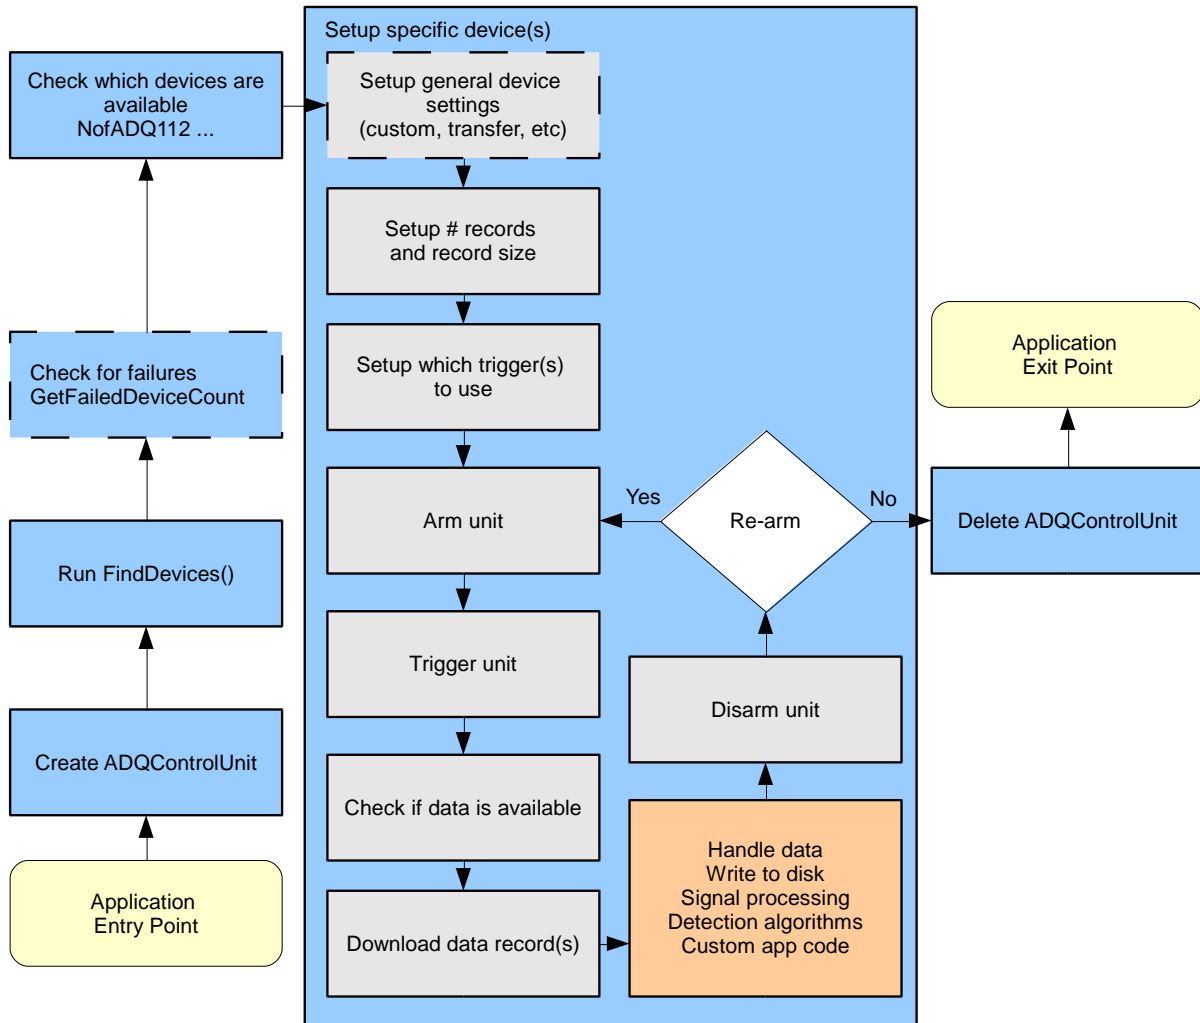 Setup specific device(s)
Check which devices are
available
NofADQ112 ...
Setup general device
settings
(custom, transfer, etc)
Setup # records
and record size
Check for failures
GetFailedDeviceCount
Setup which trigger(s)
to use
Application
Exit Point
Run FindDevices()
Arm unit
Yes
Re-arm
No
Delete ADQControlUnit
Trigger unit
Disarm unit
Create ADQControlUnit
Check if data is available
Handle data
Write to disk
Signal processing
Detection algorithms
Custom app code
Application
Entry Point
Download data record(s)